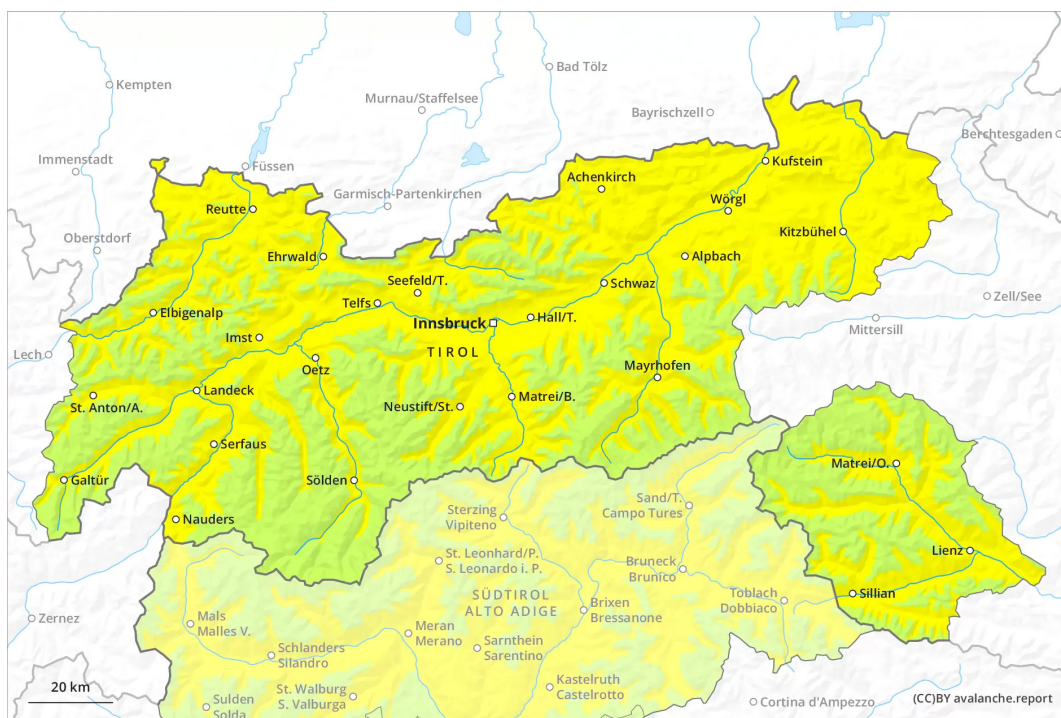 Bad Tölz
Kempten
Murnau/Staffelsee
Bayrischzell
Berchtesgaden
Immenstadt
Füssen
Kufstein
Achenkirch
Garmisch-Partenkirchen
Wörgl
Reutte
Kitzbühel
Oberstdorf
Ehrwald
Alpbach
Seefeld/T.
Schwaz
Zell/See
Telfs
Elbigenalp
Hall/T.
Innsbruck
Mittersill
Imst
Lech
TIROL
Oetz
Mayrhofen
Landeck
St. Anton/A.
Neustift/St.
Matrei/B.
Serfaus
Matrei/O.
Galtür
Sölden
Sand/T.
Campo Tures
Sterzing
Vipiteno
Nauders
Lienz
St. Leonhard/P.
S. Leonardo i. P.
Bruneck
Brunico
Sillian
SÜDTIROL
ALTO ADIGE
Toblach
Dobbiaco
Brixen
Bressanone
Mals
Malles V.
Zernez
Meran
Merano
Sarnthein
Sarentino
Schlanders
Silandro
Kastelruth
Castelrotto
20 km
St. Walburg
S. Valburga
Sulden
Solda
Cortina d'Ampezzo
(CC)BY avalanche.report